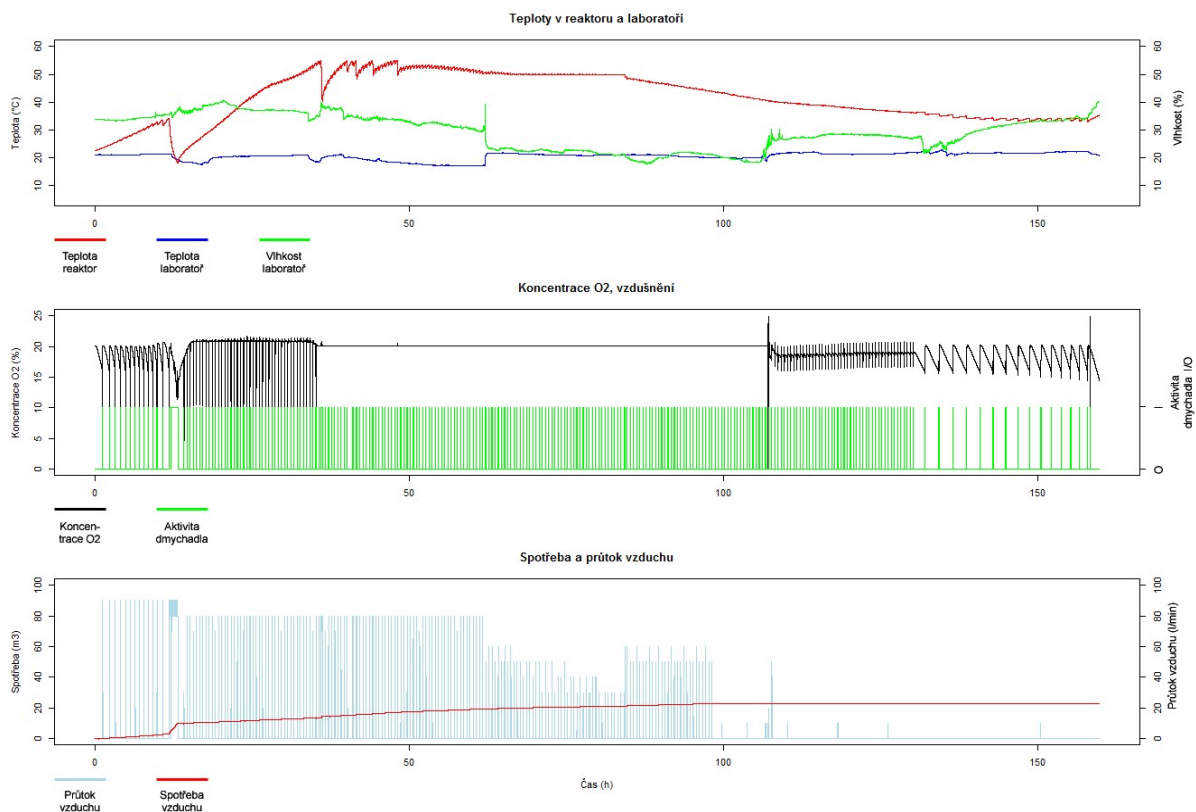 Teploty v reaktoru a laboratoři
60
50
40
30
20
10
Teplota (°C)
60
50
40
30
20
10
Vlhkost (%)
0
50
100
150
Teplota
reaktor
Teplota
laboratoř
Vlhkost
laboratoř
Koncentrace O2, vzdušnění
25
20
15
10
5
0
Koncentrace O2 (%)
I
O
Aktivita
dmychadla I/O
0
50
100
150
Koncen-
trace O2
Aktivita
dmychadla
Spotřeba a průtok vzduchu
100
80
60
40
20
0
Spotřeba (m3)
100
80
60
40
20
0
Průtok vzduchu (l/min)
0
50
100
150
Čas (h)
Průtok
vzduchu
Spotřeba
vzduchu